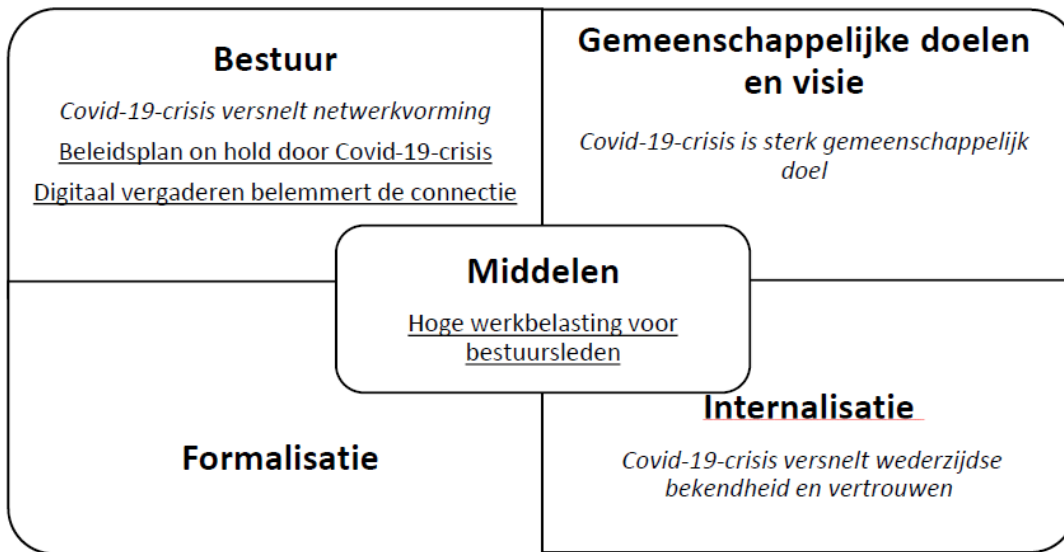 Bestuur
Covid-19-crisis versnelt netwerkvorming
Beleidsplan on hold door Covid-19-crisis
Digitaal vergaderen belemmert de connectie
Gemeenschappelijke doelen
en visie
Covid-19-crisis is sterk gemeenschappelijk
doel
Middelen
Hoge werkbelasting voor
bestuursleden
Formalisatie
Internalisatie
Covid-19-crisis versnelt wederzijdse
bekendheid en vertrouwen